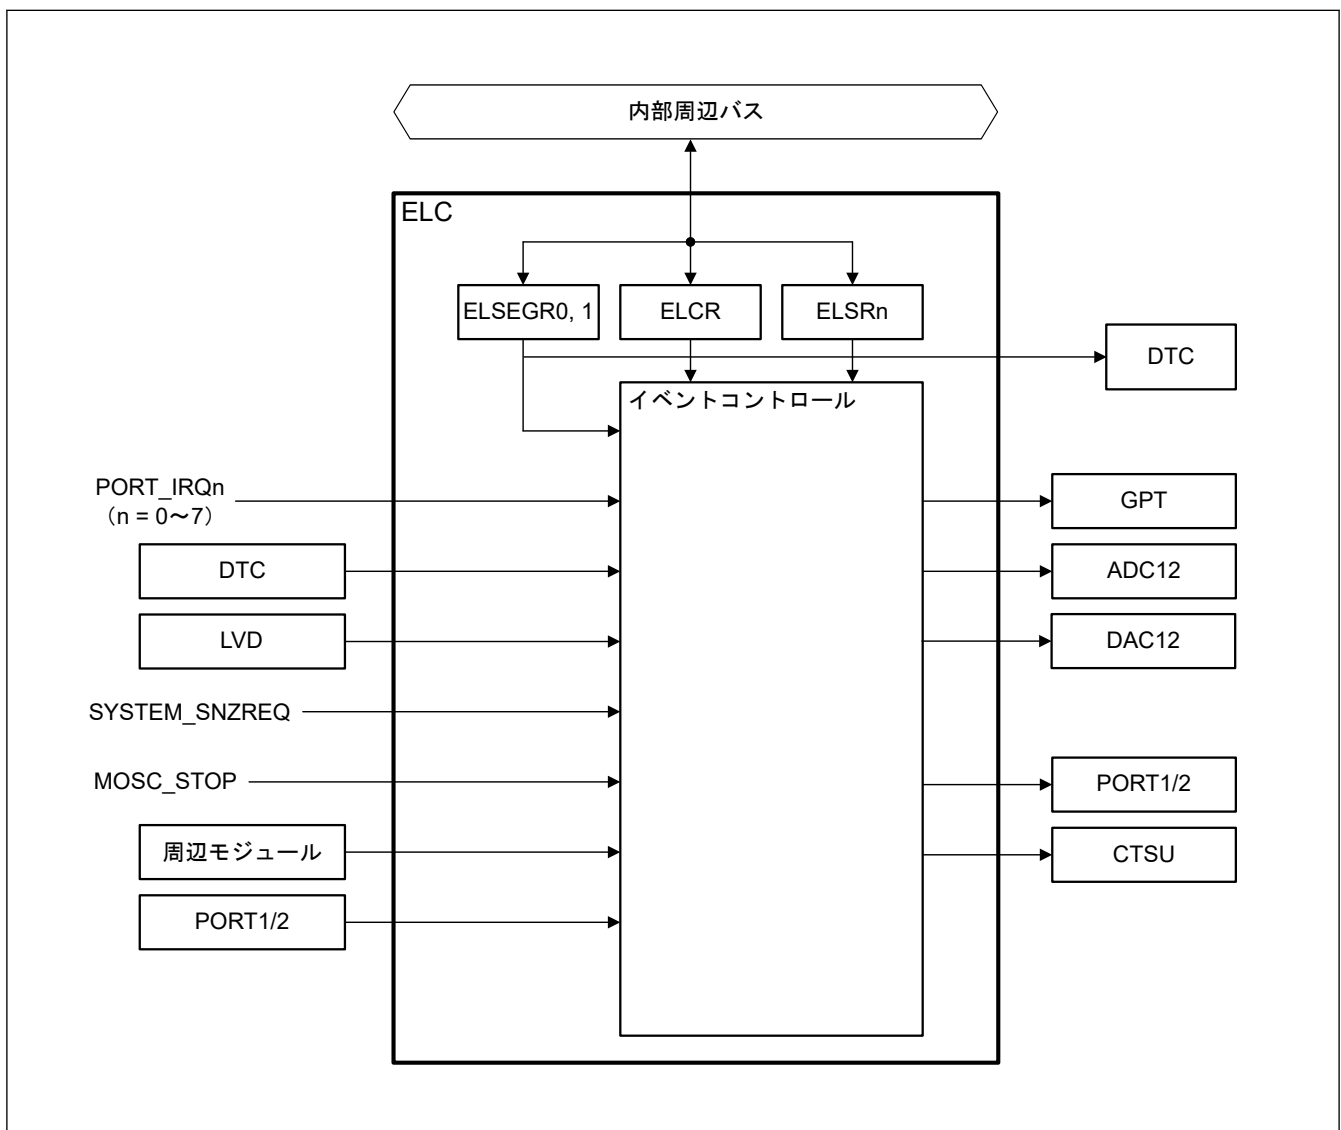 内部周辺バス
ELC
ELSEGR0, 1
ELCR
ELSRn
DTC
イベントコントロール
PORT_IRQn
（n = 0～7）
GPT
DTC
ADC12
LVD
DAC12
SYSTEM_SNZREQ
MOSC_STOP
PORT1/2
周辺モジュール
CTSU
PORT1/2